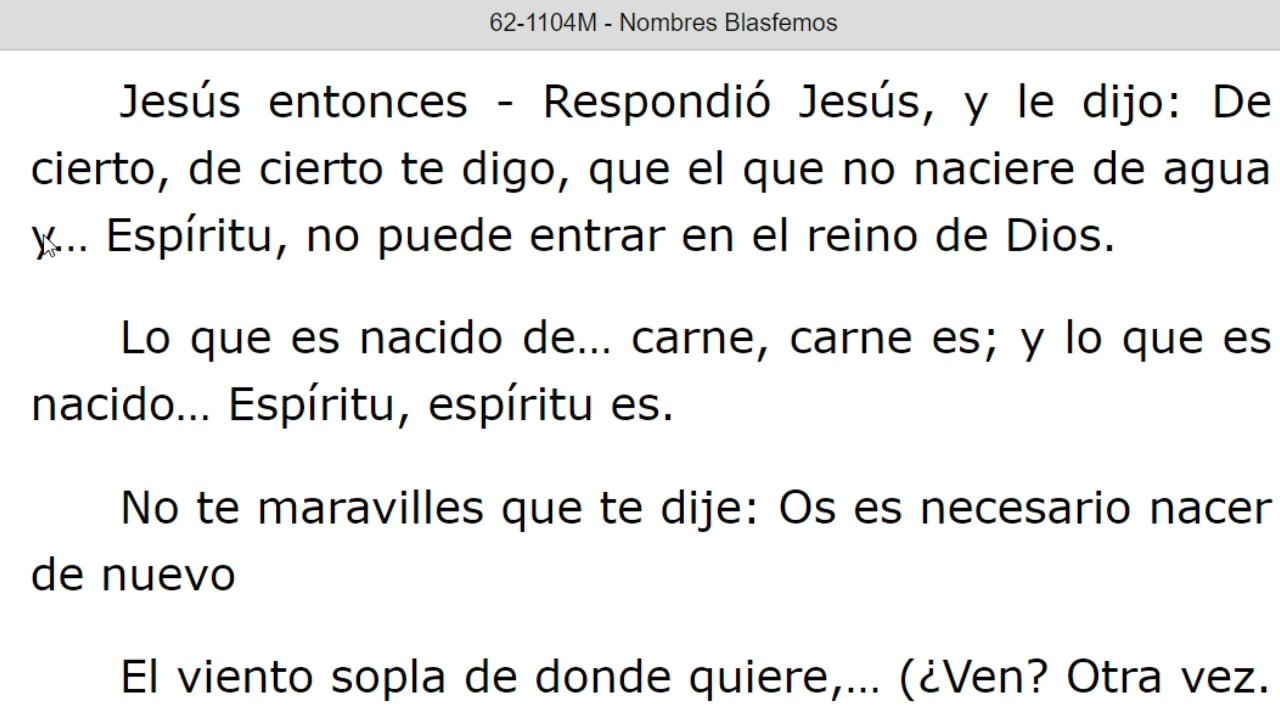 62-1104M - Nombres Blasfemos
Jesús entonces - Respondió Jesús, y le dijo: De
cierto, de cierto te digo, que el que no naciere de agua
y... Espíritu, no puede entrar en el reino de Dios.
Lo que es nacido de... carne, carne es; y lo que es
nacido... Espíritu, espíritu es.
No te maravilles que te dije: Os es necesario nacer
de nuevo
El viento sopla de donde quiere,... (¿Ven? Otra vez.